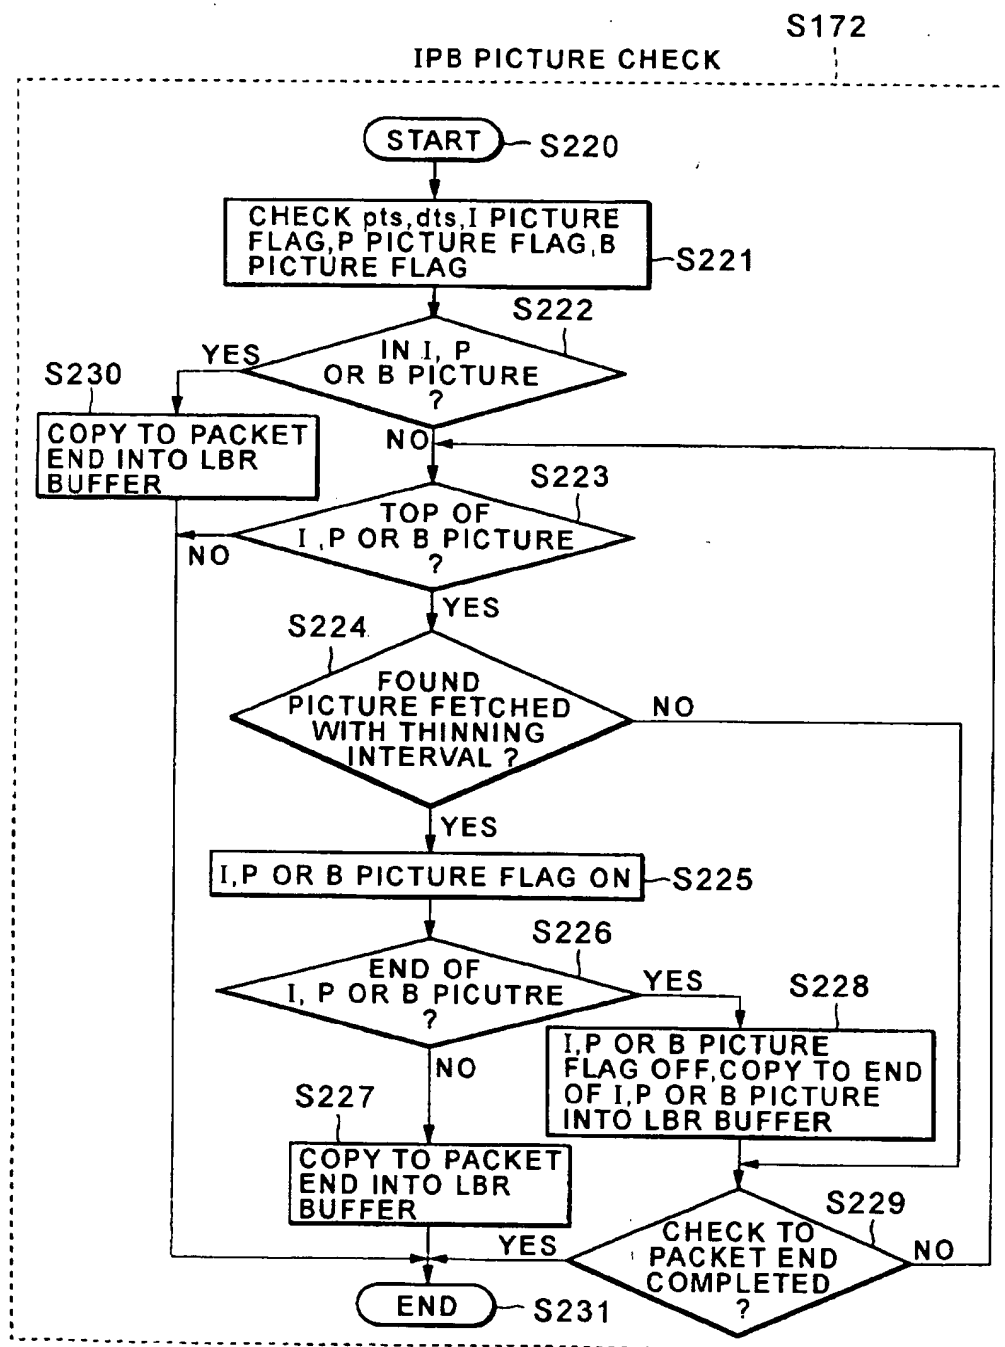 S172
IPB PICTURE CHECK
START
S220
CHECK pts,dts,I PICTURE
FLAG,P PICTURE FLAG,B
PICTURE FLAG
S221
S222
IN I, P
OR B PICTURE
?
YES
S230
COPY TO PACKET
END INTO LBR
BUFFER
NO
S223
TOP OF
I ,P OR B PICTURE
?
NO
YES
S224
FOUND
PICTURE FETCHED
WITH THINNING
INTERVAL ?
NO
YES
I,P OR B PICTURE FLAG ON
S225
S226
END OF
I, P OR B PICUTRE
?
YES
S228
I,P OR B PICTURE
FLAG OFF,COPY TO END
OF I,P OR B PICTURE
INTO LBR BUFFER
NO
S227
COPY TO PACKET
END INTO LBR
BUFFER
S229
CHECK TO
PACKET END
COMPLETED
?
YES
NO
END
S231